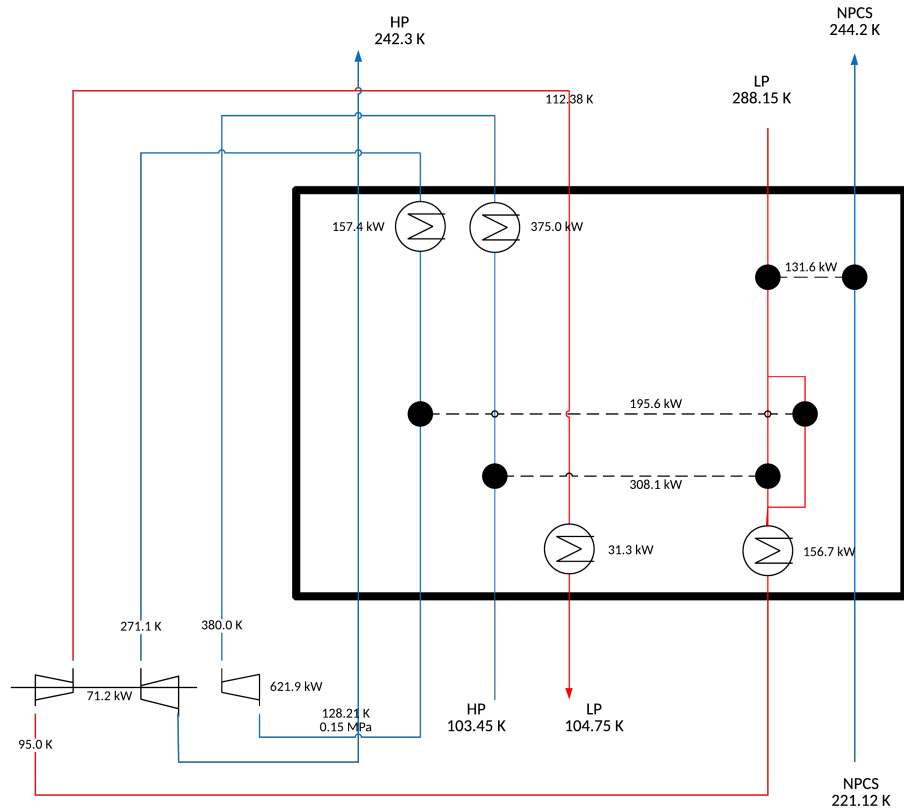 HP
242.3 K
NPCS
244.2 K
LP
288.15 K
112.38 K
157.4 kW
375.0 kW
131.6 kW
195.6 kW
308.1 kW
31.3 kW
156.7 kW
271.1 K
380.0 K
71.2 kW
621.9 kW
128.21 K
0.15 MPa
HP
103.45 K
LP
104.75 K
95.0 K
NPCS
221.12 K